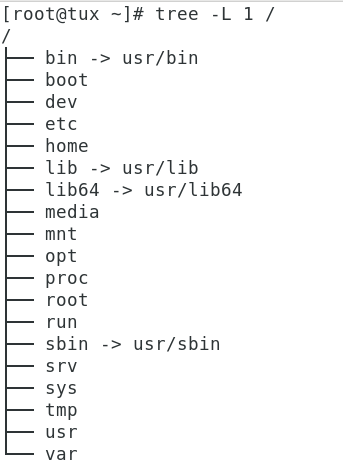 [root@tux ~]# tree -L 1 /
/
├── bin -> usr/bin
├── boot
├── dev
├── etc
├── home
├── lib -> usr/lib
├── lib64 -> usr/lib64
├── media
├── mnt
├── opt
├── proc
├── root
├── run
├── sbin -> usr/sbin
├── srv
├── sys
├── tmp
├── usr
└── var